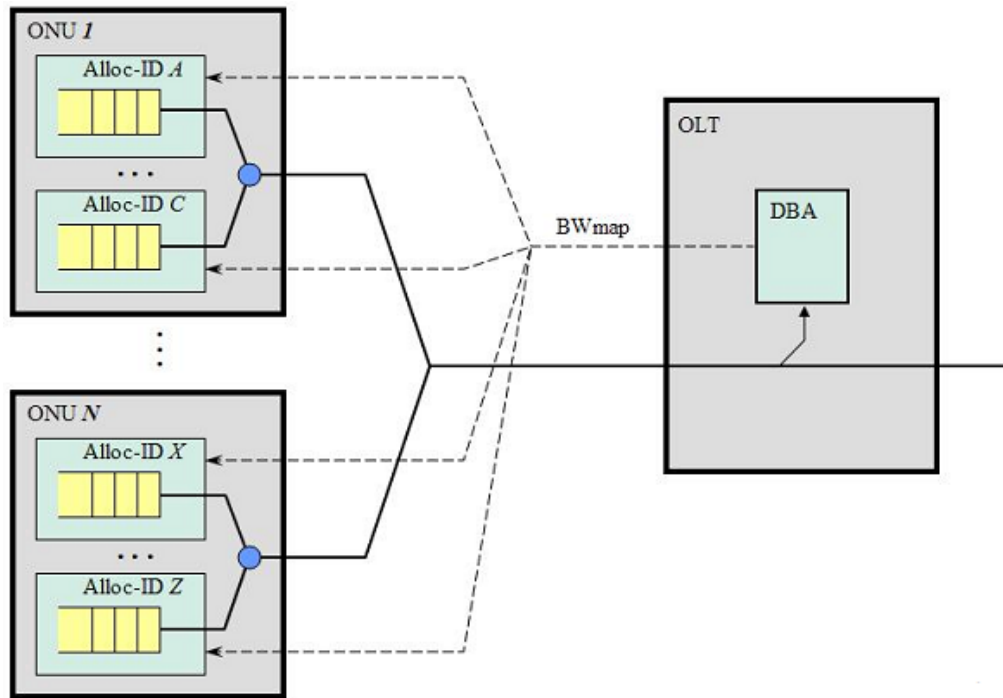 ONU 1
Alloc-ID A
...
Alloc-ID C
ONU N
Alloc-ID X
...
Alloc-ID Z
BWmap
OLT
DBA